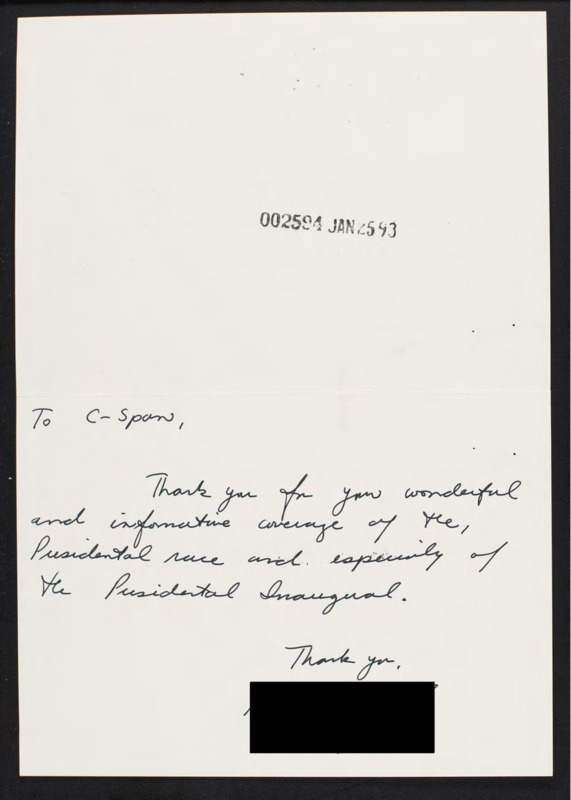 002594 JAN 25 93
To C-Span,
Thank you for your wonderful
and informative coverage of the,
Presidental race and especially of
the Presidental Inaugural.
Thank you,